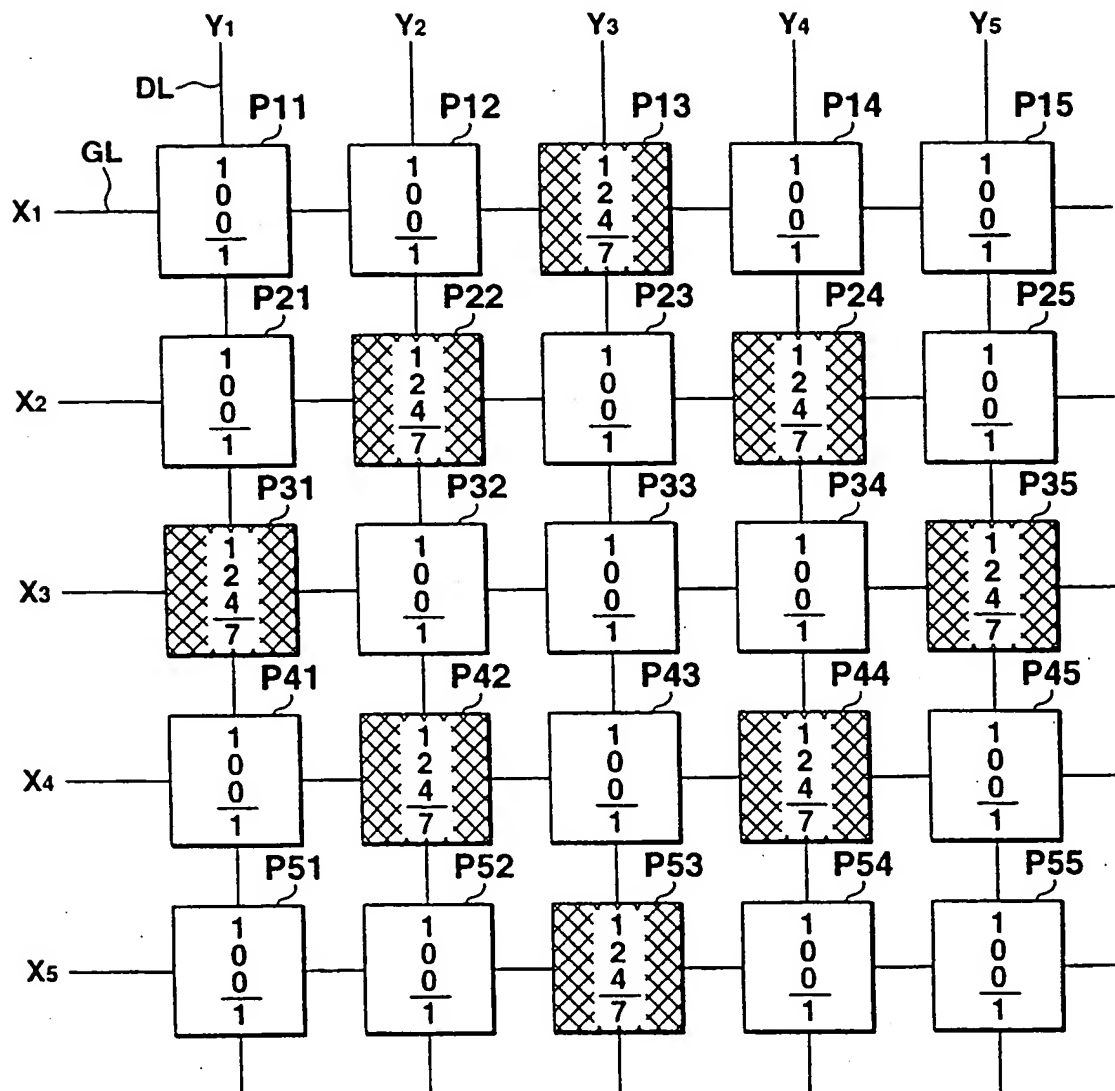 Y1 Y2 Y3 Y4 Y5
DL
P11 P12 P13 P14 P15
GL
X1
1 1 1 1 1
0 0 2 0 0
0 0 4 0 0
1 1 7 1 1
P21 P22 P23 P24 P25
X2
1 1 1 1 1
0 2 0 2 0
0 4 0 4 0
1 7 1 7 1
P31 P32 P33 P34 P35
X3
1 1 1 1 1
2 0 0 0 2
4 0 0 0 4
7 1 1 1 7
P41 P42 P43 P44 P45
X4
1 1 1 1 1
0 2 0 2 0
0 4 0 4 0
1 7 1 7 1
P51 P52 P53 P54 P55
X5
1 1 1 1 1
0 0 2 0 0
0 0 4 0 0
1 1 7 1 1